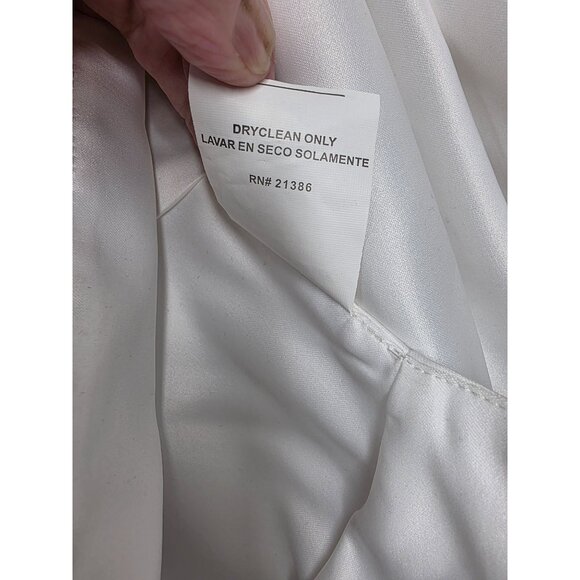 DRYCLEAN ONLY
LAVAR EN SECO SOLAMENTE
RN# 21386